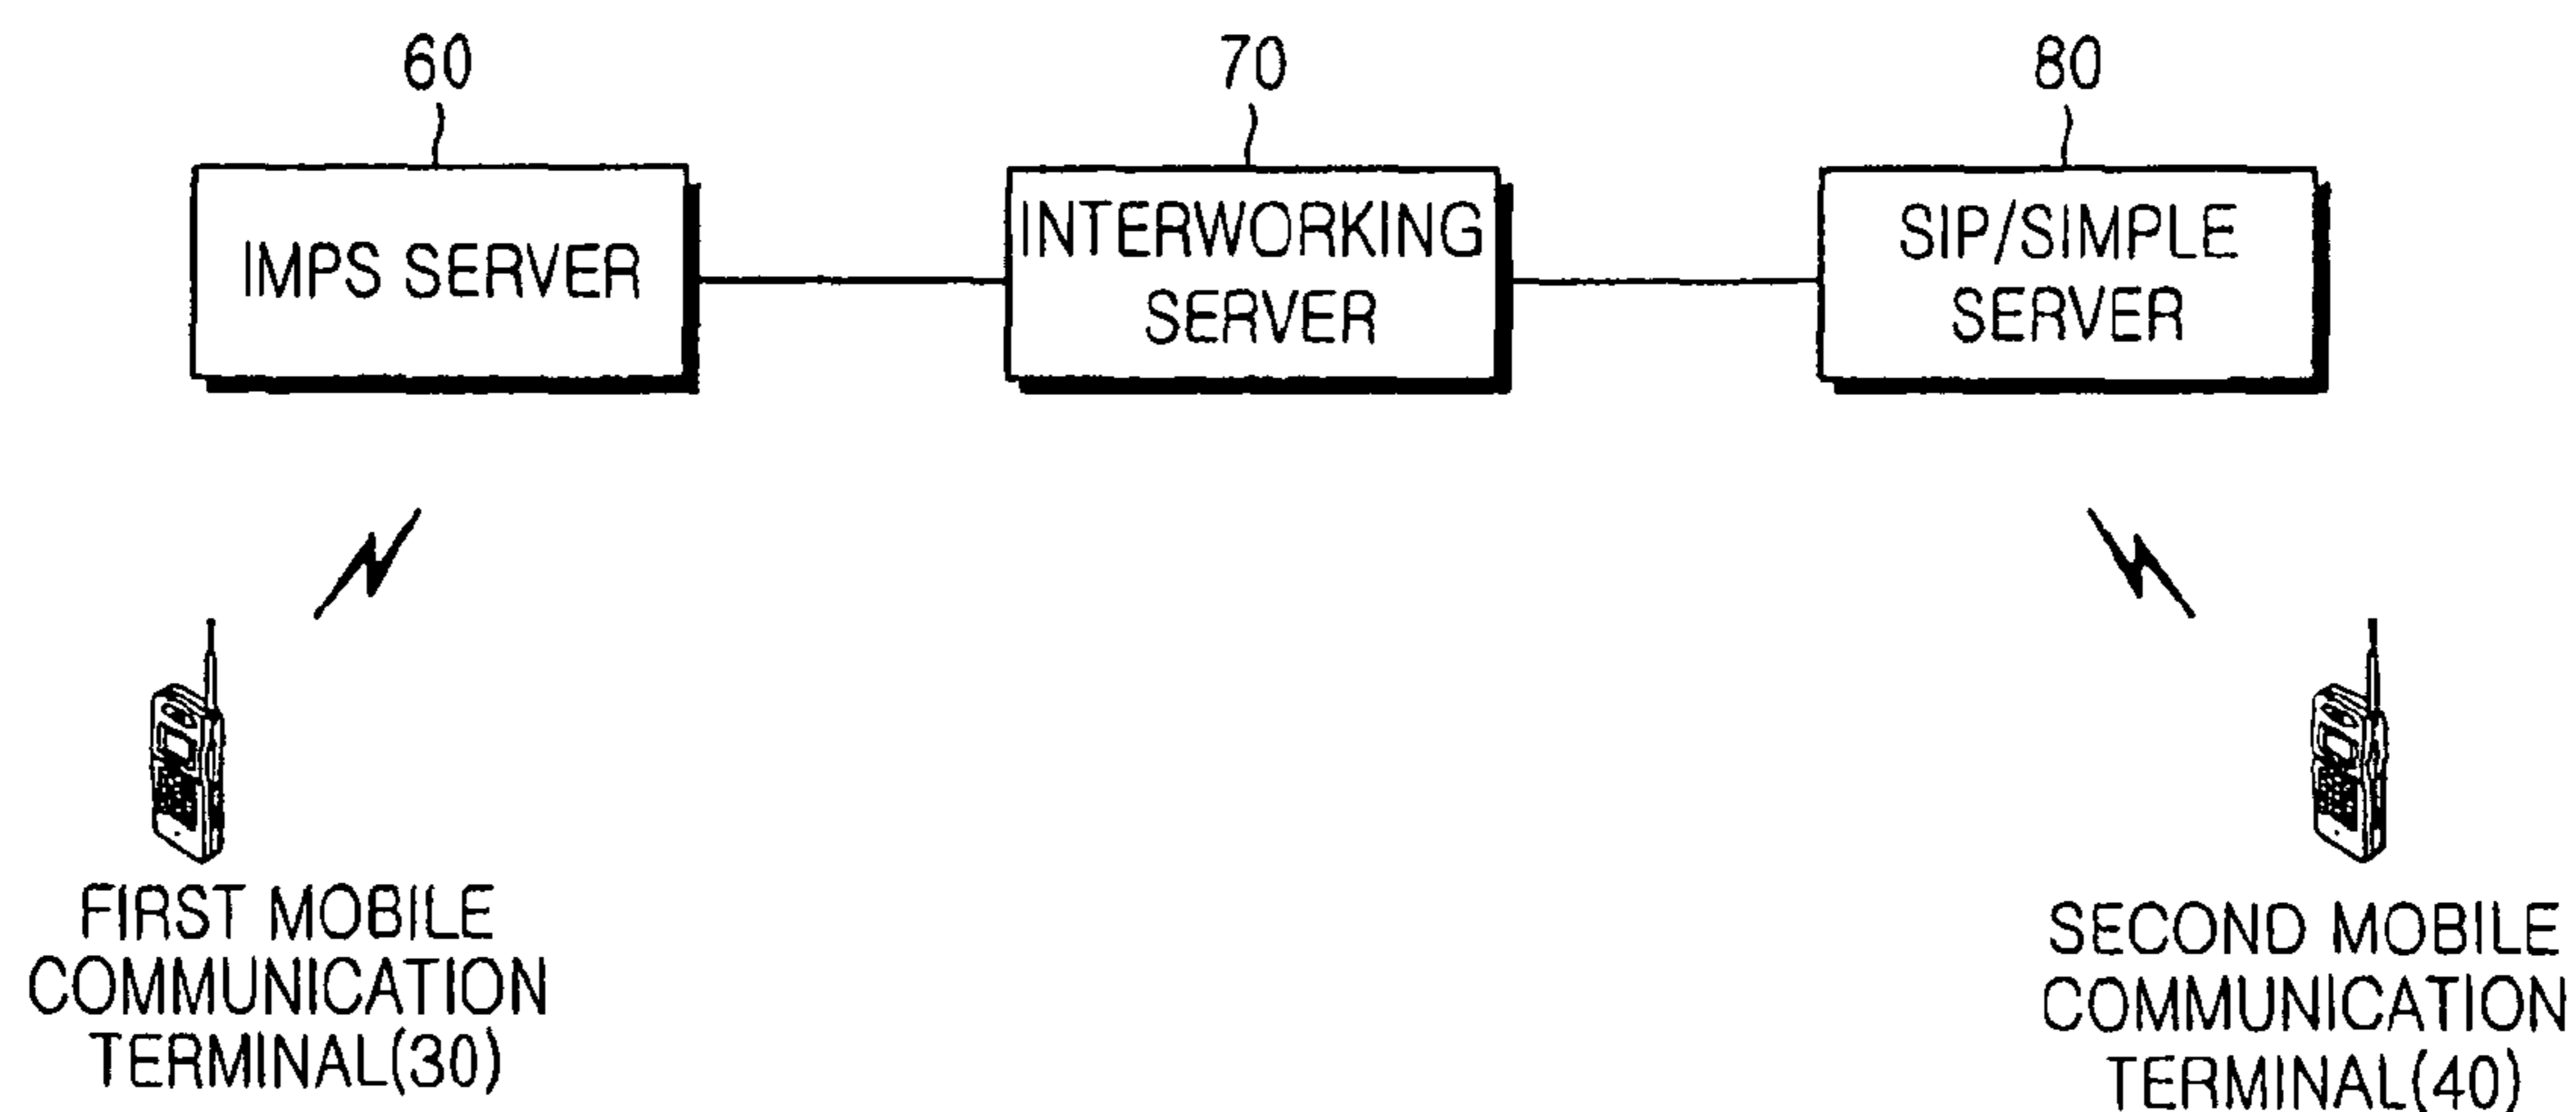 60
70
80
IMPS SERVER
INTERWORKING
SERVER
SIP/SIMPLE
SERVER
FIRST MOBILE
COMMUNICATION
TERMINAL(30)
SECOND MOBILE
COMMUNICATION
TERMINAL(40)